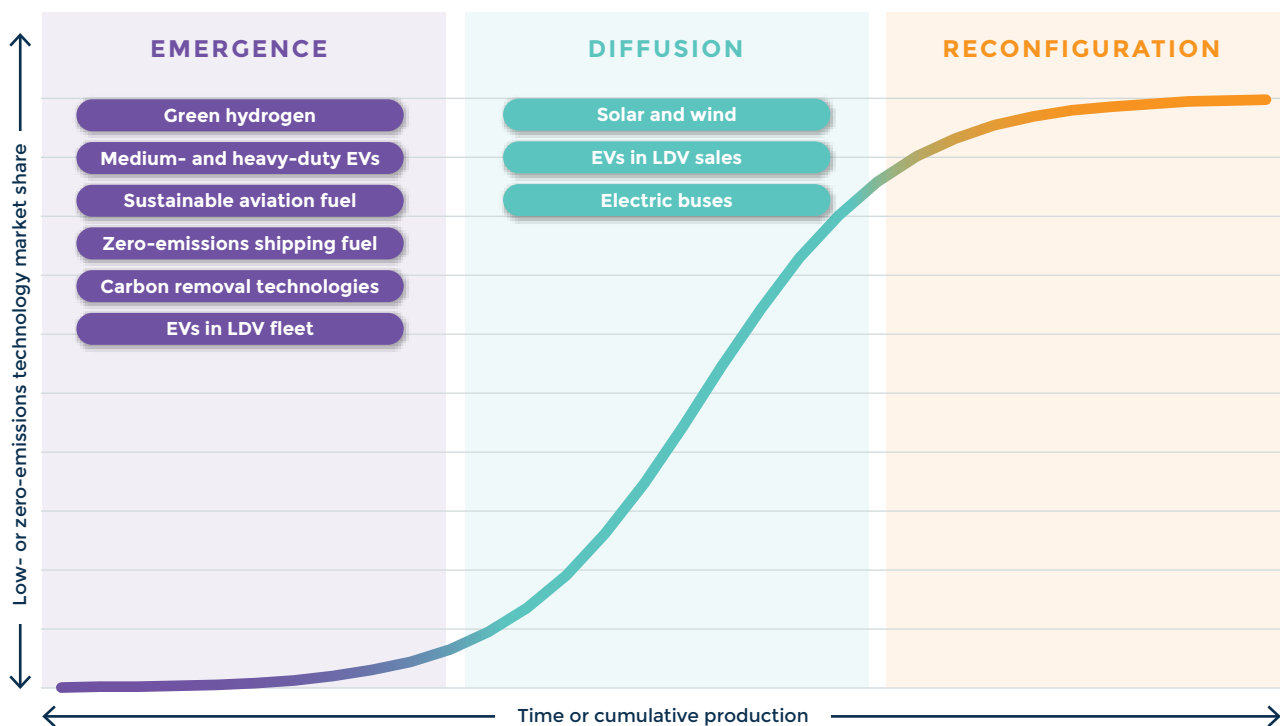 EMERGENCE
Green hydrogen
Medium- and heavy-duty EVs
Sustainable aviation fuel
Zero-emissions shipping fuel
Carbon removal technologies
EVs in LDV fleet
DIFFUSION
Solar and wind
EVs in LDV sales
Electric buses
RECONFIGURATION
Low- or zero-emissions technology market share
Time or cumulative production